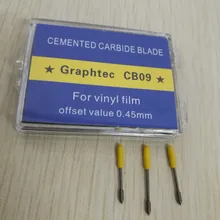 CEMENTED CARBIDE BLADE
★ Graphtec CB09 ★
For vinyl film
offset value 0.45mm